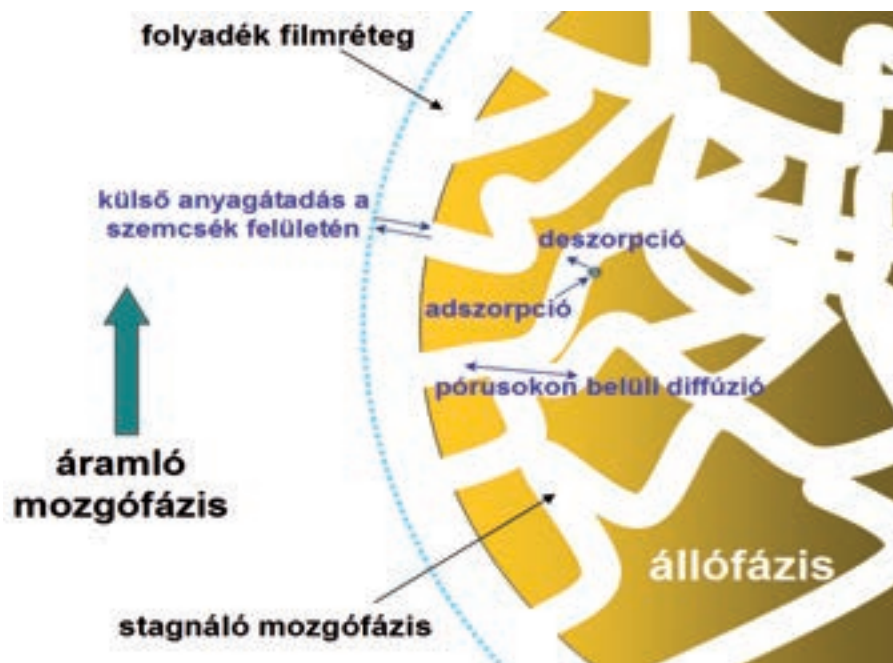 folyadék filmréteg
külső anyagátadás a
szemcsék felületén
deszorpció
adszorpció
pórusokon belüli diffúzió
áramló
mozgófázis
állófázis
stagnáló mozgófázis